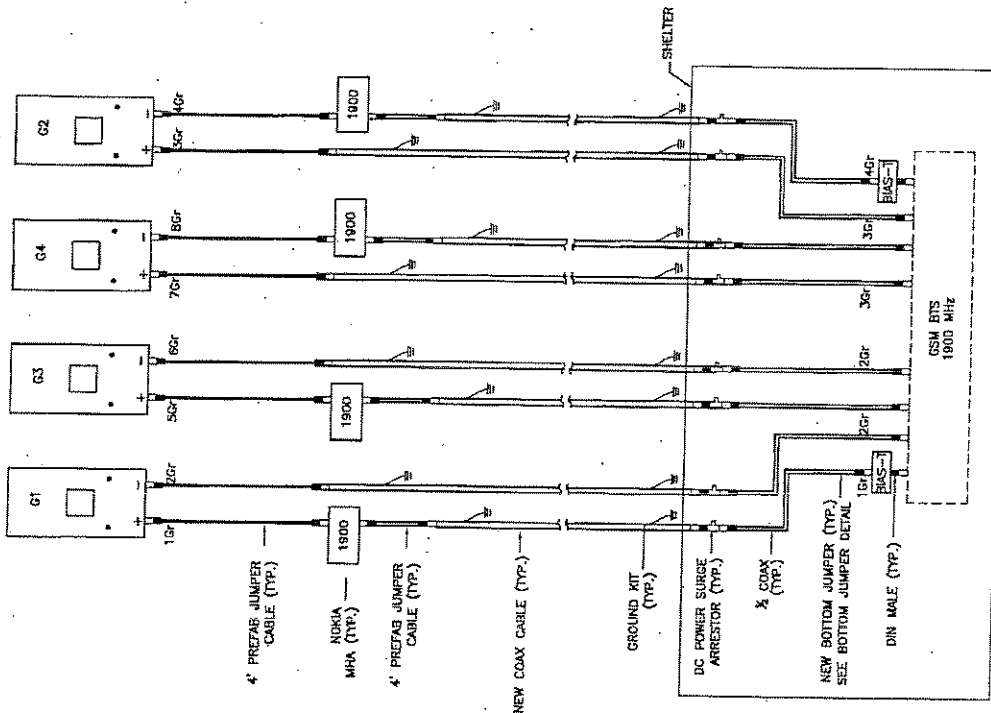 SHELTER
G2
+
-
3Gr
4Gr
1900
G4
+
-
7Gr
8Gr
1900
G3
+
-
5Gr
6Gr
1900
G1
+
-
1Gr
2Gr
1900
4' PREFAB JUMPER
CABLE (TYP.)
NOKIA
MHA (TYP.)
4' PREFAB JUMPER
CABLE (TYP.)
NEW COAX CABLE (TYP.)
GROUND KIT
(TYP.)
DC POWER SURGE
ARRESTOR (TYP.)
½ COAX
(TYP.)
NEW BOTTOM JUMPER (TYP.)
SEE BOTTOM JUMPER DETAIL
DIN MALE (TYP.)
4Gr
BIAS-T
3Gr
3Gr
2Gr
2Gr
1Gr
BIAS-T
GSM BTS
1900 MHz